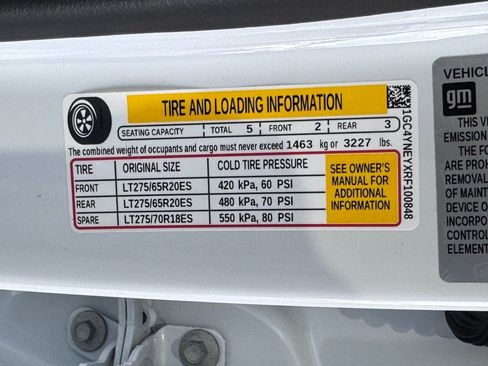 TIRE AND LOADING INFORMATION
SEATING CAPACITY TOTAL 5 FRONT 2 REAR 3
The combined weight of occupants and cargo must never exceed 1463 kg or 3227 lbs.
TIRE ORIGINAL SIZE COLD TIRE PRESSURE
FRONT LT275/65R20ES 420 kPa, 60 PSI
REAR LT275/65R20ES 480 kPa, 70 PSI
SPARE LT275/70R18ES 550 kPa, 80 PSI
SEE OWNER'S
MANUAL FOR
ADDITIONAL
INFORMATION
1GC4YNEYXRF100848
VEHICL
gm
THIS V
EMISSION
THE FO
ARE PROH
REMOVAL
OF MAINT
DEVICE O
INCORPOR
CONTROL
ELEMENT